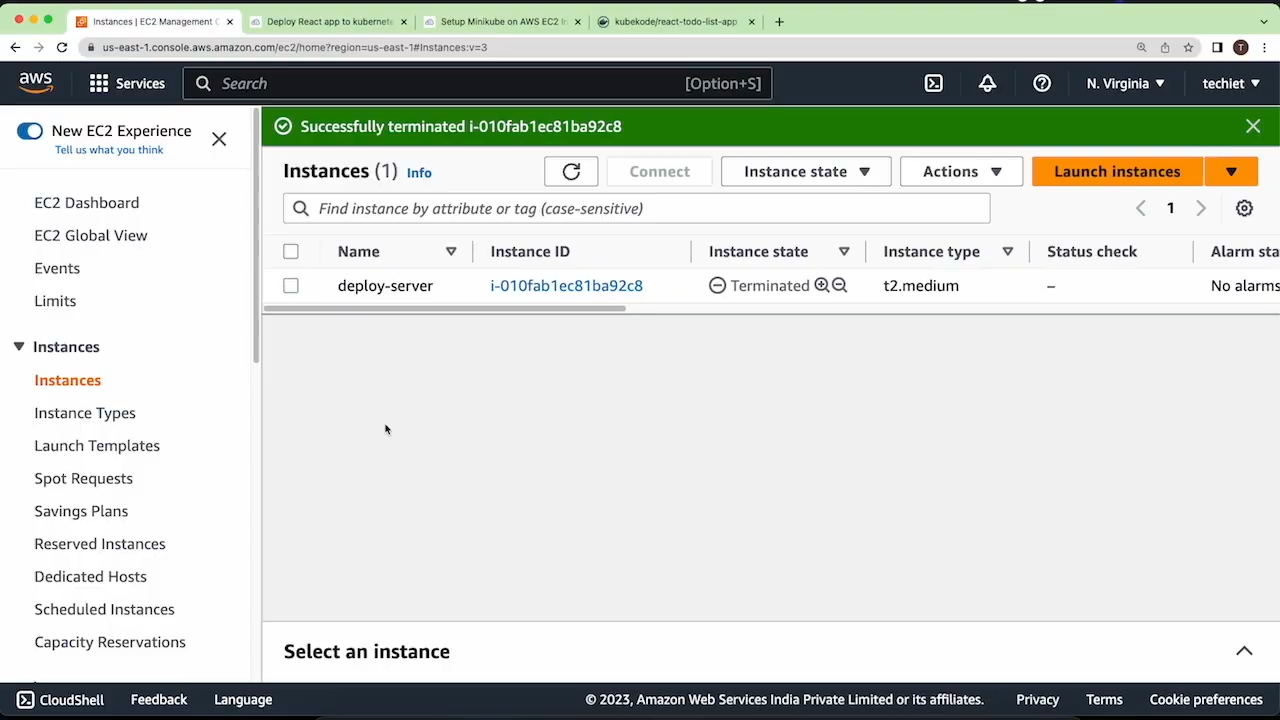 Instances | EC2 Management C
Deploy React app to kubernete
Setup Minikube on AWS EC2 In
kubekode/react-todo-list-app
us-east-1.console.aws.amazon.com/ec2/home?region=us-east-1#Instances:v=3
T
aws
Services
Search
[Option+S]
N. Virginia
techiet
New EC2 Experience
Tell us what you think
EC2 Dashboard
EC2 Global View
Events
Limits
Instances
Instances
Instance Types
Launch Templates
Spot Requests
Savings Plans
Reserved Instances
Dedicated Hosts
Scheduled Instances
Capacity Reservations
Successfully terminated i-010fab1ec81ba92c8
Instances (1) Info
Connect
Instance state
Actions
Launch instances
Find instance by attribute or tag (case-sensitive)
1
Name Instance ID Instance state Instance type Status check Alarm sta
deploy-server i-010fab1ec81ba92c8 Terminated t2.medium – No alarms
Select an instance
CloudShell Feedback Language © 2023, Amazon Web Services India Private Limited or its affiliates. Privacy Terms Cookie preferences